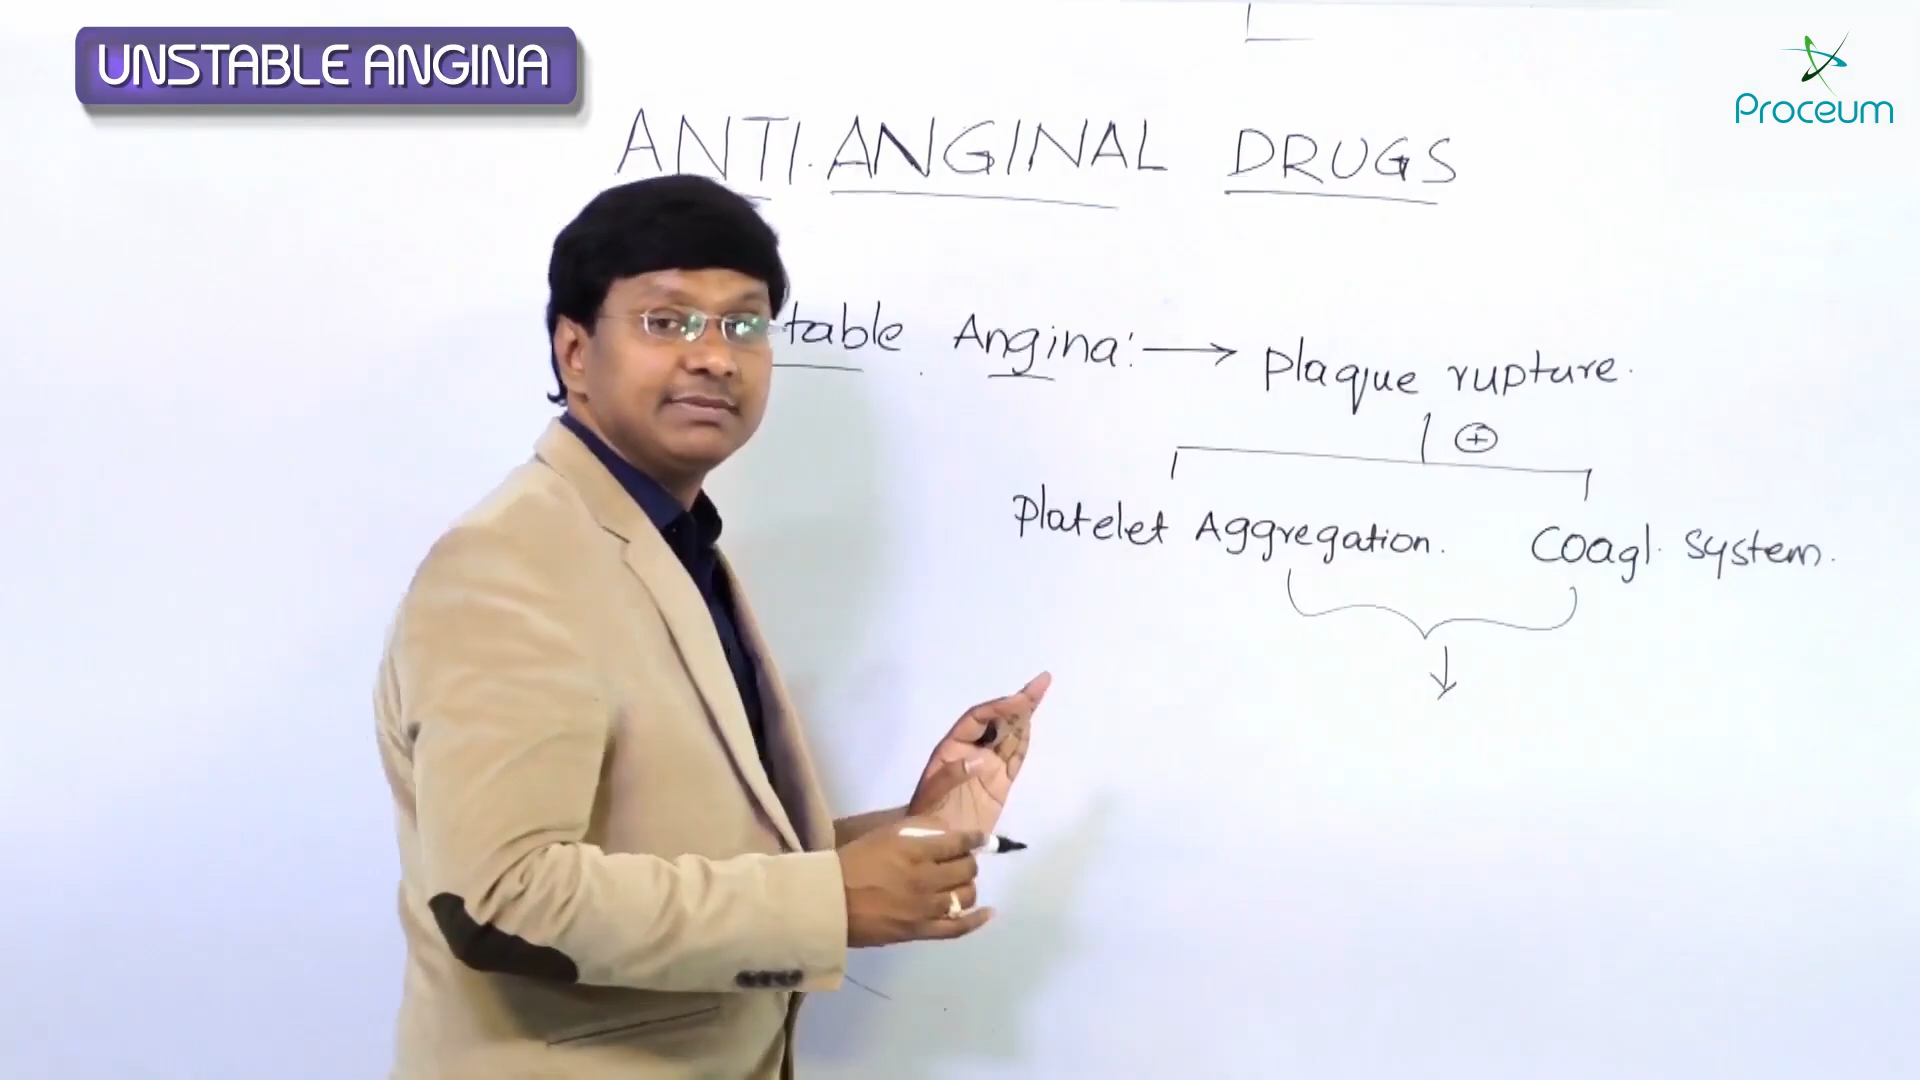 UNSTABLE ANGINA
Proceum
ANTI.ANGINAL DRUGS
table Angina: → plaque rupture.
+
Platelet Aggregation. Coagl. system.